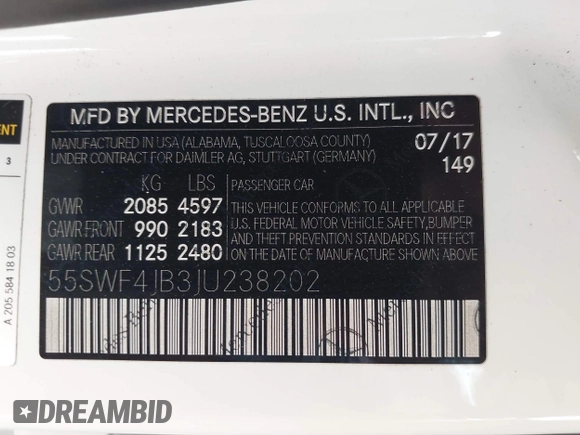 MFD BY MERCEDES-BENZ U.S. INTL., INC
MANUFACTURED IN USA (ALABAMA, TUSCALOOSA COUNTY)
UNDER CONTRACT FOR DAIMLER AG, STUTTGART (GERMANY)
07/17
149
KG LBS
GVWR 2085 4597
GAWR FRONT 990 2183
GAWR REAR 1125 2480
PASSENGER CAR
THIS VEHICLE CONFORMS TO ALL APPLICABLE
U.S. FEDERAL MOTOR VEHICLE SAFETY,BUMPER
AND THEFT PREVENTION STANDARDS IN EFFECT
ON THE DATE OF MANUFACTURE SHOWN ABOVE.
55SWF4JB3JU238202
ENT
3
A 205 584 18 03
DREAMBID